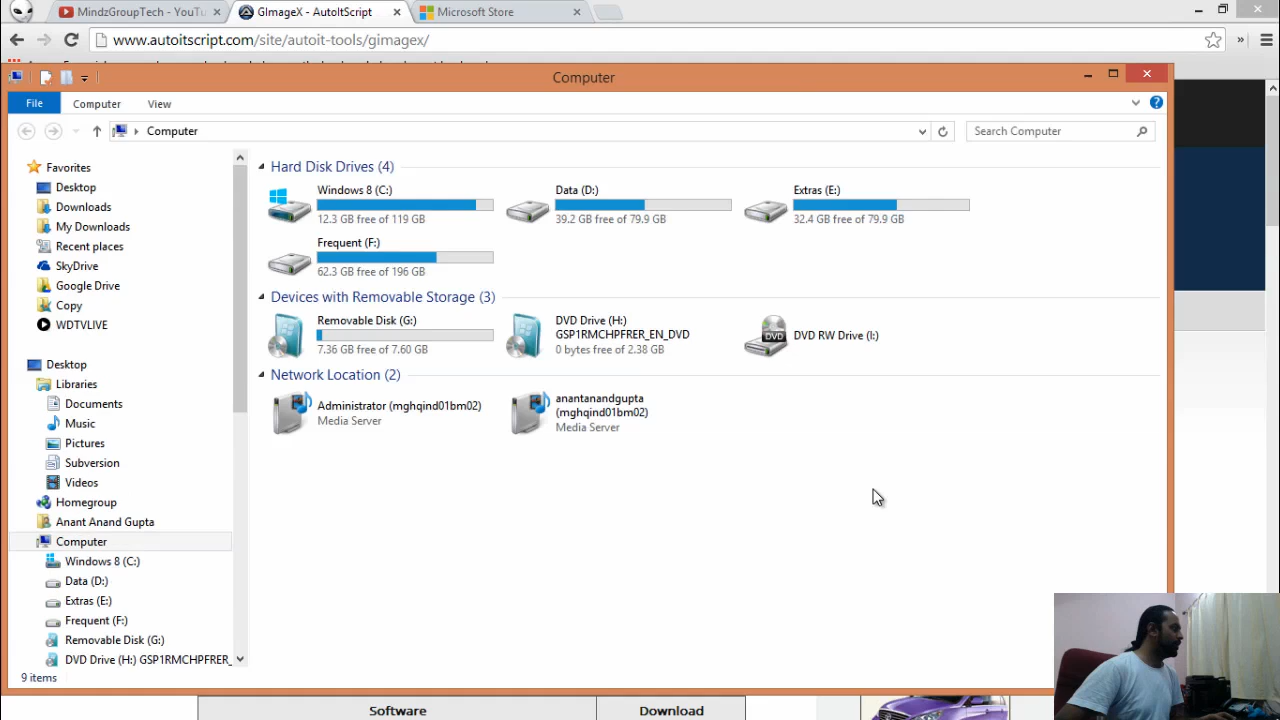 MindzGroupTech - YouTu
GImageX - AutoItScript
Microsoft Store
www.autoitscript.com/site/autoit-tools/gimagex/
Computer
File
Computer
View
Computer
Search Computer
Favorites
Desktop
Downloads
My Downloads
Recent places
SkyDrive
Google Drive
Copy
WDTVLIVE
Desktop
Libraries
Documents
Music
Pictures
Subversion
Videos
Homegroup
Anant Anand Gupta
Computer
Windows 8 (C:)
Data (D:)
Extras (E:)
Frequent (F:)
Removable Disk (G:)
DVD Drive (H:) GSP1RMCHPFRER_
9 items
Hard Disk Drives (4)
Windows 8 (C:)
12.3 GB free of 119 GB
Data (D:)
39.2 GB free of 79.9 GB
Extras (E:)
32.4 GB free of 79.9 GB
Frequent (F:)
62.3 GB free of 196 GB
Devices with Removable Storage (3)
Removable Disk (G:)
7.36 GB free of 7.60 GB
DVD Drive (H:)
GSP1RMCHPFRER_EN_DVD
0 bytes free of 2.38 GB
DVD
DVD RW Drive (I:)
Network Location (2)
Administrator (mghqind01bm02)
Media Server
anantanandgupta
(mghqind01bm02)
Media Server
Software
Download